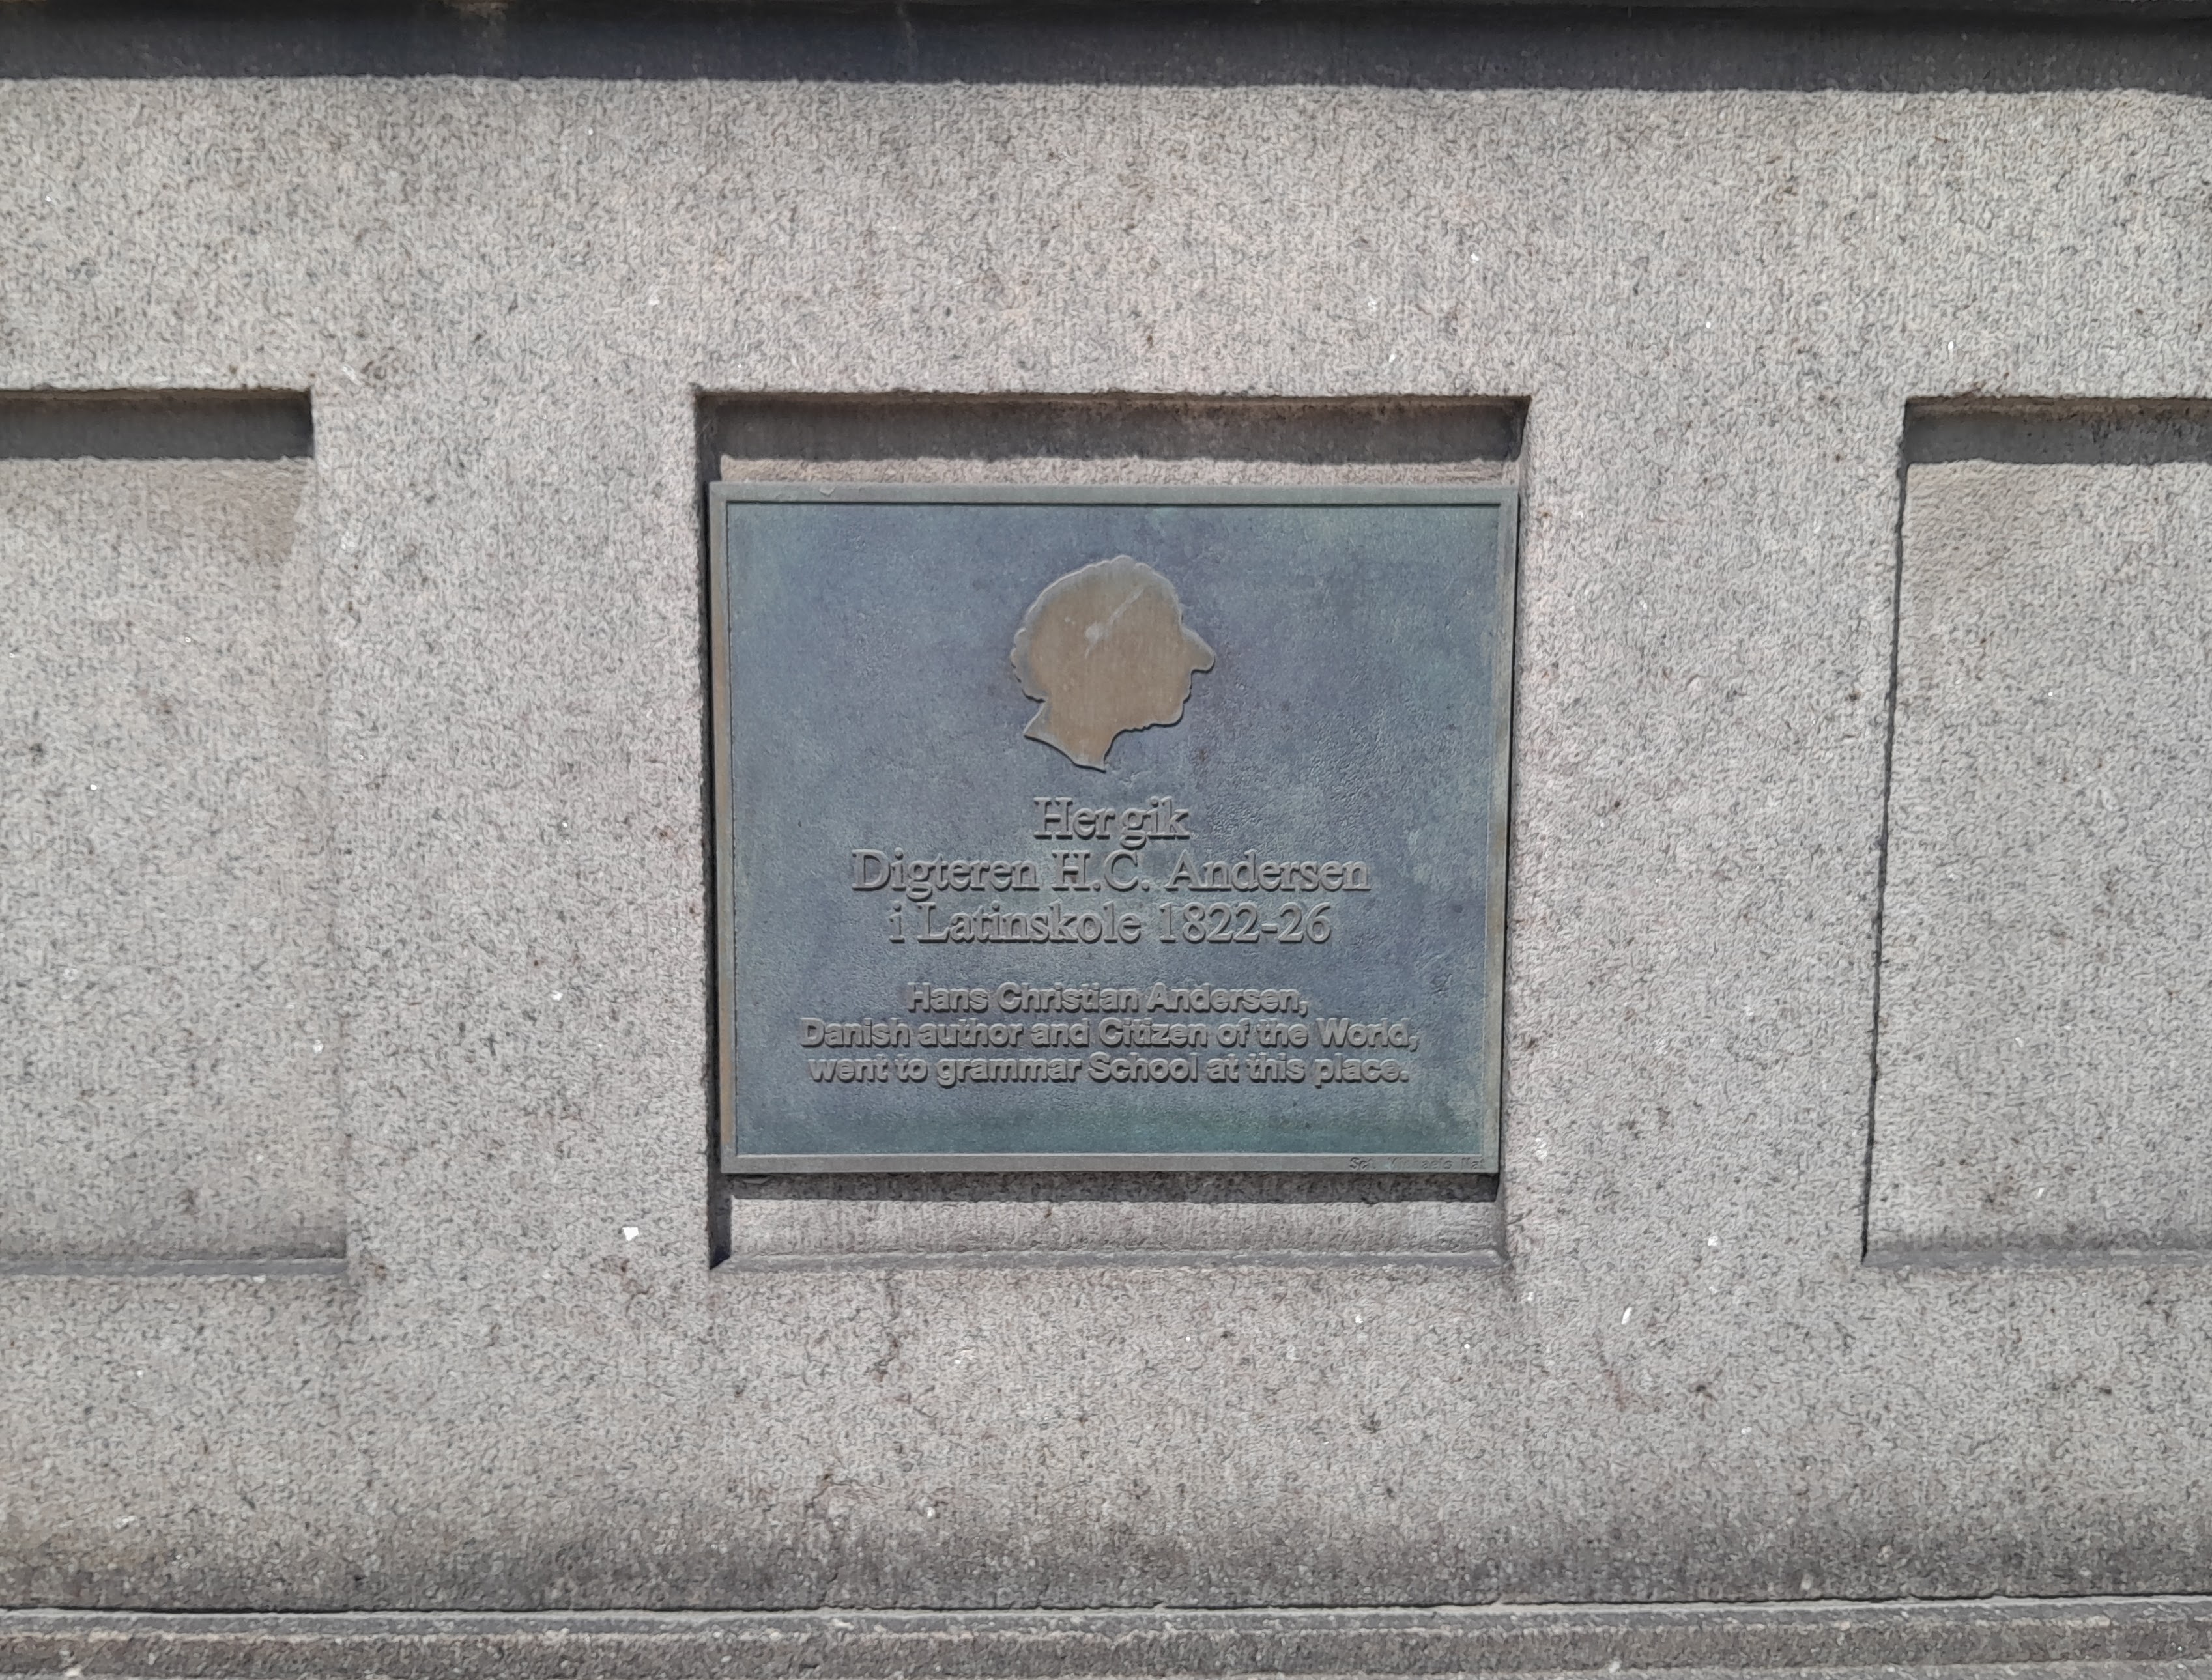 Her gik
Digteren H.C. Andersen
i Latinskole 1822-26
Hans Christian Andersen,
Danish author and Citizen of the World,
went to grammar School at this place.